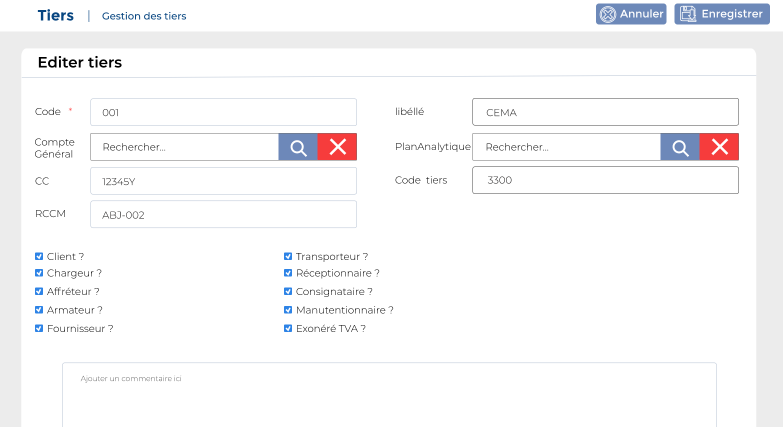 Tiers | Gestion des tiers Annuler Enregistrer
Editer tiers
Code * 001 libéllé CEMA
Compte Général Rechercher... PlanAnalytique Rechercher...
CC 12345Y Code tiers 3300
RCCM ABJ-002
Client ? Transporteur ?
Chargeur ? Réceptionnaire ?
Affréteur ? Consignataire ?
Armateur ? Manutentionnaire ?
Fournisseur ? Exonéré TVA ?
Ajouter un commentaire ici